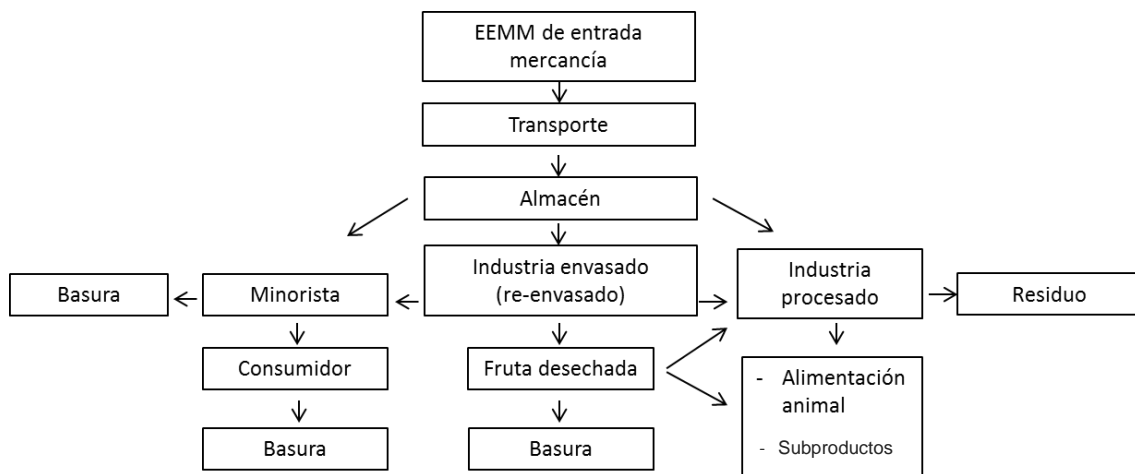 EEMM de entrada
mercancía
Transporte
Almacén
Industria envasado
(re-envasado)
Industria
procesado
Basura
Minorista
Residuo
Consumidor
Fruta desechada
- Alimentación
animal
- Subproductos
Basura
Basura